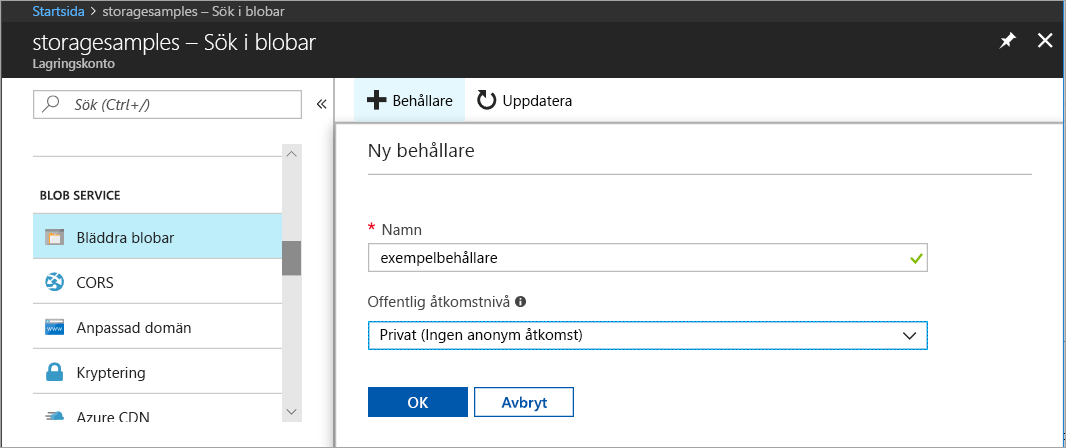 Startsida > storagesamples – Sök i blobar
storagesamples – Sök i blobar
Lagringskonto
Sök (Ctrl+/)
«
BLOB SERVICE
Bläddra blobar
CORS
www
Anpassad domän
Kryptering
Azure CDN
Behållare
Uppdatera
Ny behållare
* Namn
exempelbehållare
Offentlig åtkomstnivå
Privat (Ingen anonym åtkomst)
OK
Avbryt